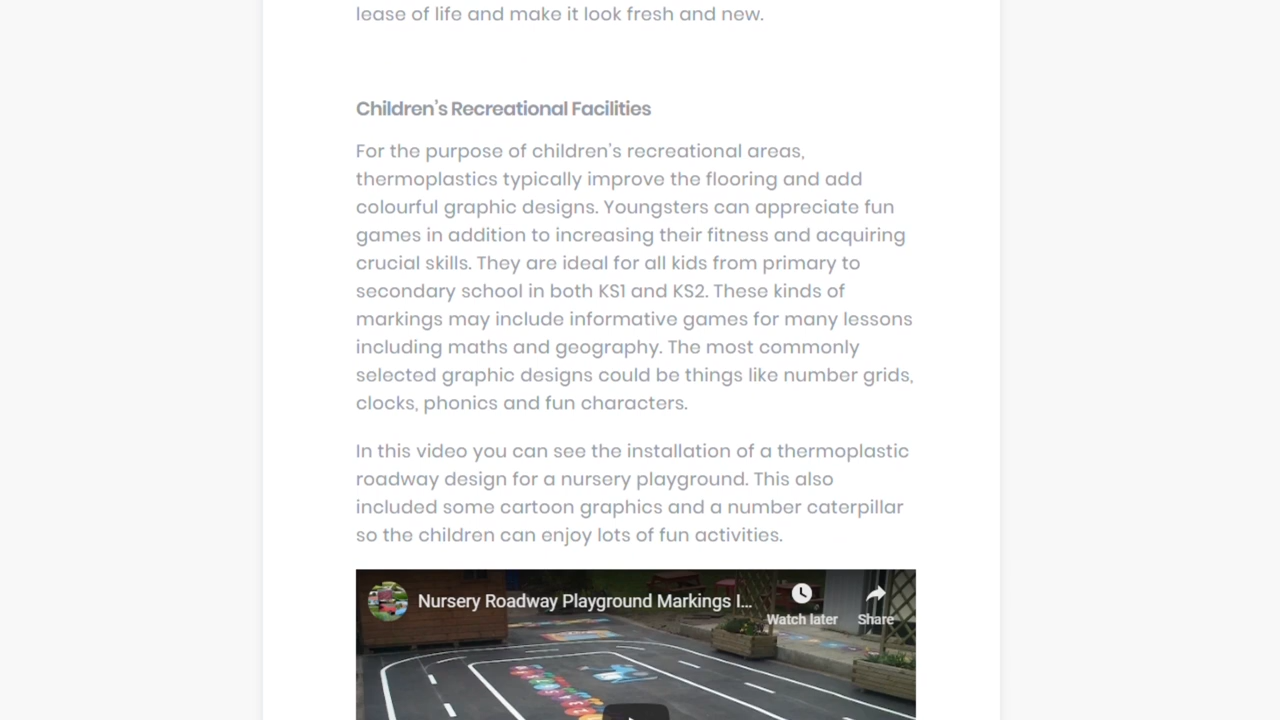 lease of life and make it look fresh and new.
Children's Recreational Facilities
For the purpose of children's recreational areas,
thermoplastics typically improve the flooring and add
colourful graphic designs. Youngsters can appreciate fun
games in addition to increasing their fitness and acquiring
crucial skills. They are ideal for all kids from primary to
secondary school in both KS1 and KS2. These kinds of
markings may include informative games for many lessons
including maths and geography. The most commonly
selected graphic designs could be things like number grids,
clocks, phonics and fun characters.
In this video you can see the installation of a thermoplastic
roadway design for a nursery playground. This also
included some cartoon graphics and a number caterpillar
so the children can enjoy lots of fun activities.
Nursery Roadway Playground Markings I...
Watch later
Share